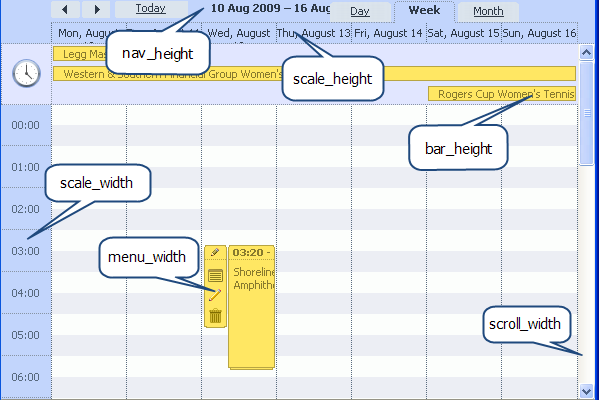 Today
10 Aug 2009 – 16 Aug
Day
Week
Month
Mon, August
Wed, August
Thu, August 13
Fri, August 14
Sat, August 15
Sun, August 16
nav_height
Legg Mas
scale_height
Western & Southern Financial Group Women's
Rogers Cup Women's Tennis
bar_height
00:00
01:00
02:00
03:00
04:00
05:00
06:00
scale_width
menu_width
03:20 -
Shoreline
Amphithe
scroll_width